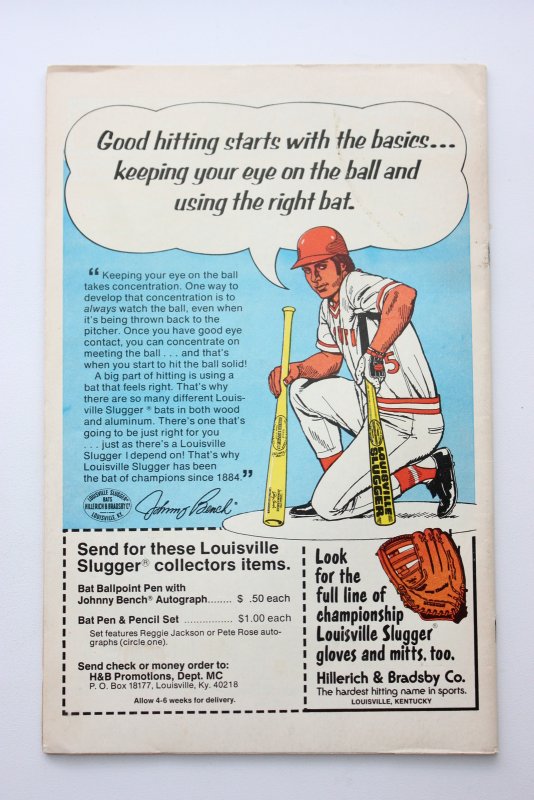 Good hitting starts with the basics...
keeping your eye on the ball and
using the right bat.
“ Keeping your eye on the ball
takes concentration. One way to
develop that concentration is to
always watch the ball, even when
it's being thrown back to the
pitcher. Once you have good eye
contact, you can concentrate on
meeting the ball . . . and that's
when you start to hit the ball solid!
A big part of hitting is using a
bat that feels right. That's why
there are so many different Louis-
ville Slugger® bats in both wood
and aluminum. There's one that's
going to be just right for you
. . . just as there's a Louisville
Slugger I depend on! That's why
Louisville Slugger has been
the bat of champions since 1884.”
LOUISVILLE SLUGGER®
BATS
HILLERICH & BRADSBY Co
LOUISVILLE, KY.
Johnny Bench
5
LOUISVILLE
SLUGGER
Send for these Louisville
Slugger® collectors items.
Bat Ballpoint Pen with
Johnny Bench® Autograph........ $ .50 each
Bat Pen & Pencil Set ................ $1.00 each
Set features Reggie Jackson or Pete Rose auto-
graphs (circle one).
Send check or money order to:
H&B Promotions, Dept. MC
P. O. Box 18177, Louisville, Ky. 40218
Allow 4-6 weeks for delivery.
Look
for the
full line of
championship
Louisville Slugger®
gloves and mitts, too.
Hillerich & Bradsby Co.
The hardest hitting name in sports.
LOUISVILLE, KENTUCKY